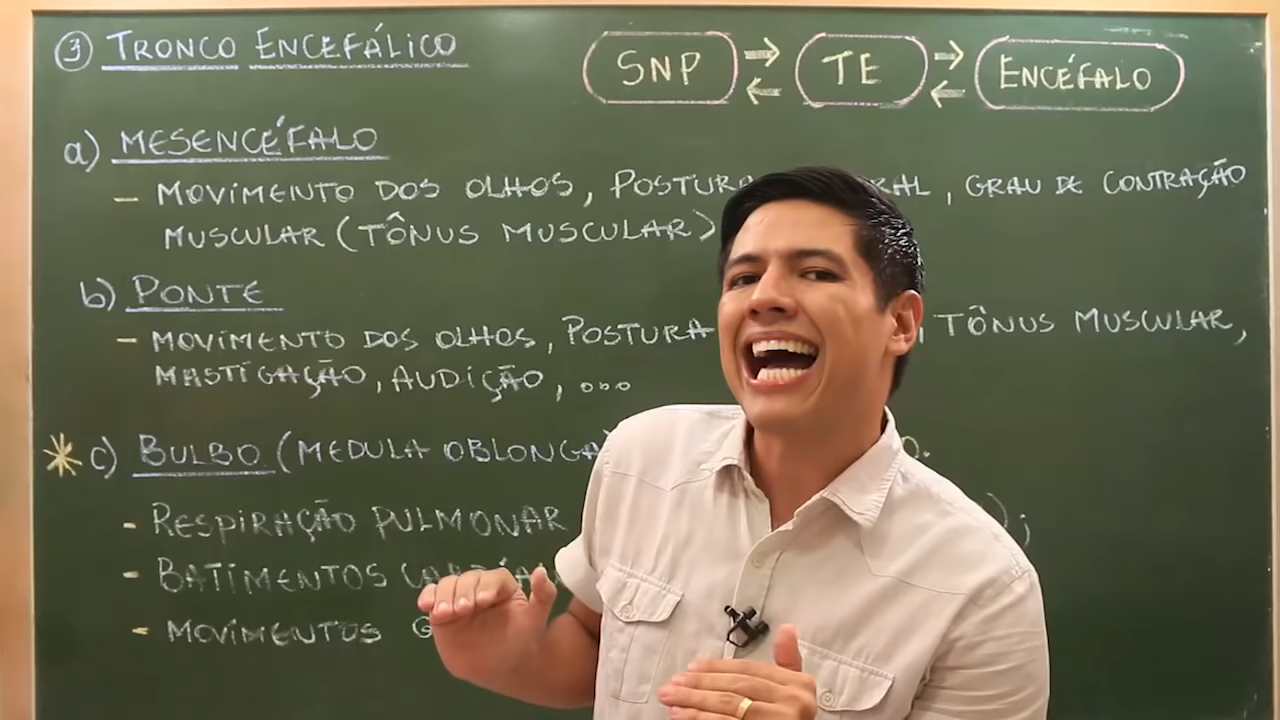 ③ TRONCO ENCEFÁLICO
SNP → ← TE → ← ENCÉFALO
a) MESENCÉFALO
– MOVIMENTO DOS OLHOS, POSTURA RAL, GRAU DE CONTRAÇÃO
MUSCULAR (TÔNUS MUSCULAR)
b) PONTE
– MOVIMENTO DOS OLHOS, POSTURA , TÔNUS MUSCULAR,
MASTIGAÇÃO, AUDIÇÃO, ...
* c) BULBO (MEDULA OBLONGA O.
- RESPIRAÇÃO PULMONAR );
- BATIMENTOS
- MOVIMENTOS